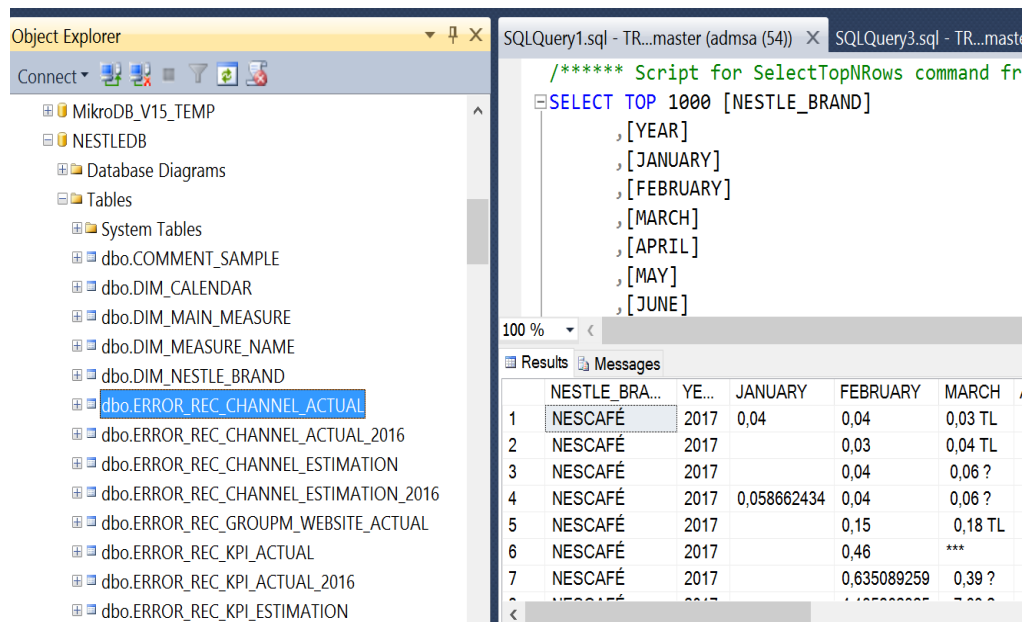 Object Explorer
Connect
MikroDB_V15_TEMP
NESTLEDB
Database Diagrams
Tables
System Tables
dbo.COMMENT_SAMPLE
dbo.DIM_CALENDAR
dbo.DIM_MAIN_MEASURE
dbo.DIM_MEASURE_NAME
dbo.DIM_NESTLE_BRAND
dbo.ERROR_REC_CHANNEL_ACTUAL
dbo.ERROR_REC_CHANNEL_ACTUAL_2016
dbo.ERROR_REC_CHANNEL_ESTIMATION
dbo.ERROR_REC_CHANNEL_ESTIMATION_2016
dbo.ERROR_REC_GROUPM_WEBSITE_ACTUAL
dbo.ERROR_REC_KPI_ACTUAL
dbo.ERROR_REC_KPI_ACTUAL_2016
dbo.ERROR_REC_KPI_ESTIMATION
SQLQuery1.sql - TR...master (admsa (54)) X SQLQuery3.sql - TR...maste
/****** Script for SelectTopNRows command fr
SELECT TOP 1000 [NESTLE_BRAND]
,[YEAR]
,[JANUARY]
,[FEBRUARY]
,[MARCH]
,[APRIL]
,[MAY]
,[JUNE]
100 %
Results Messages
NESTLE_BRA... YE... JANUARY FEBRUARY MARCH
1 NESCAFÉ 2017 0,04 0,04 0,03 TL
2 NESCAFÉ 2017 0,03 0,04 TL
3 NESCAFÉ 2017 0,04 0,06 ?
4 NESCAFÉ 2017 0,058662434 0,04 0,06 ?
5 NESCAFÉ 2017 0,15 0,18 TL
6 NESCAFÉ 2017 0,46 ***
7 NESCAFÉ 2017 0,635089259 0,39 ?